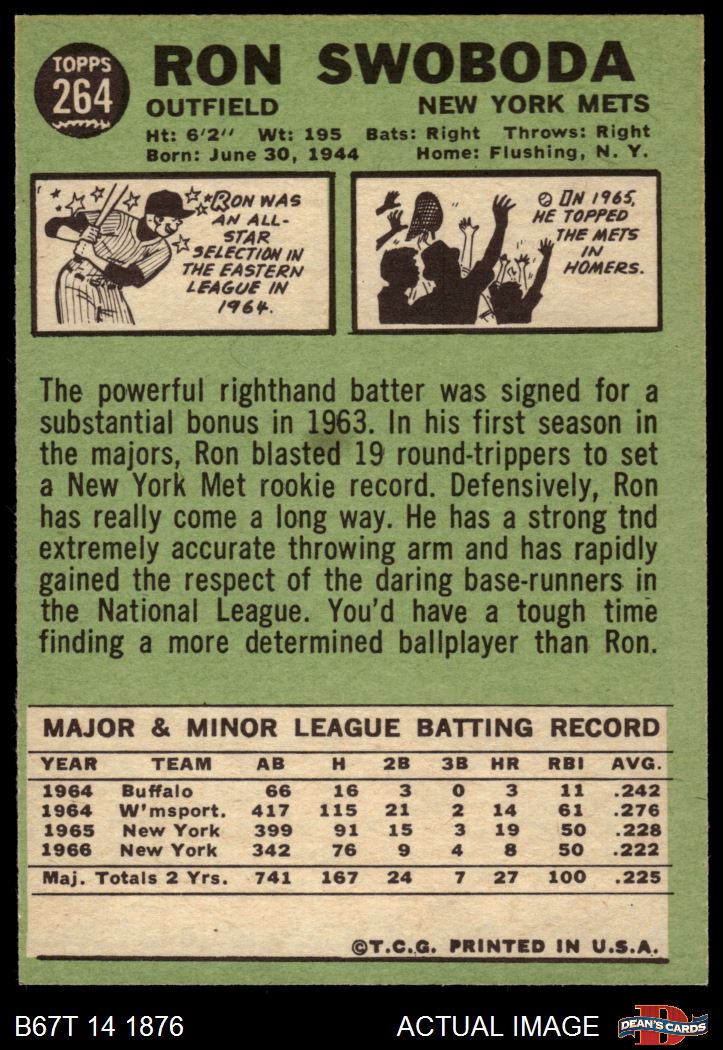 TOPPS
264
RON SWOBODA
OUTFIELD NEW YORK METS
Ht: 6'2'' Wt: 195 Bats: Right Throws: Right
Born: June 30, 1944 Home: Flushing, N. Y.
RON WAS
AN ALL-
STAR
SELECTION IN
THE EASTERN
LEAGUE IN
1964.
IN 1965,
HE TOPPED
THE METS
IN
HOMERS.
The powerful righthand batter was signed for a
substantial bonus in 1963. In his first season in
the majors, Ron blasted 19 round-trippers to set
a New York Met rookie record. Defensively, Ron
has really come a long way. He has a strong tnd
extremely accurate throwing arm and has rapidly
gained the respect of the daring base-runners in
the National League. You'd have a tough time
finding a more determined ballplayer than Ron.
MAJOR & MINOR LEAGUE BATTING RECORD
YEAR TEAM AB H 2B 3B HR RBI AVG.
1964 Buffalo 66 16 3 0 3 11 .242
1964 W'msport. 417 115 21 2 14 61 .276
1965 New York 399 91 15 3 19 50 .228
1966 New York 342 76 9 4 8 50 .222
Maj. Totals 2 Yrs. 741 167 24 7 27 100 .225
©T.C.G. PRINTED IN U.S.A.
B67T 14 1876 ACTUAL IMAGE
D
DEAN'S CARDS